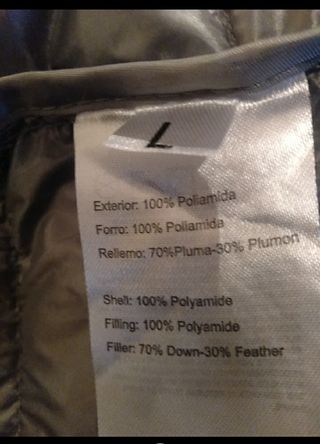 L
Exterior: 100% Poliamida
Forro: 100% Poliamida
Rellerno: 70%Pluma-30% Plumon
Shell: 100% Polyamide
Filling: 100% Polyamide
Filler: 70% Down-30% Feather